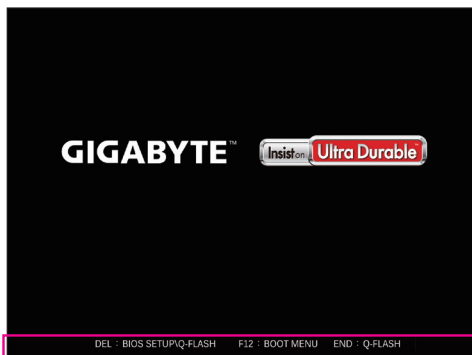 GIGABYTE™ Insist on Ultra Durable™
DEL : BIOS SETUP\Q-FLASH F12 : BOOT MENU END : Q-FLASH